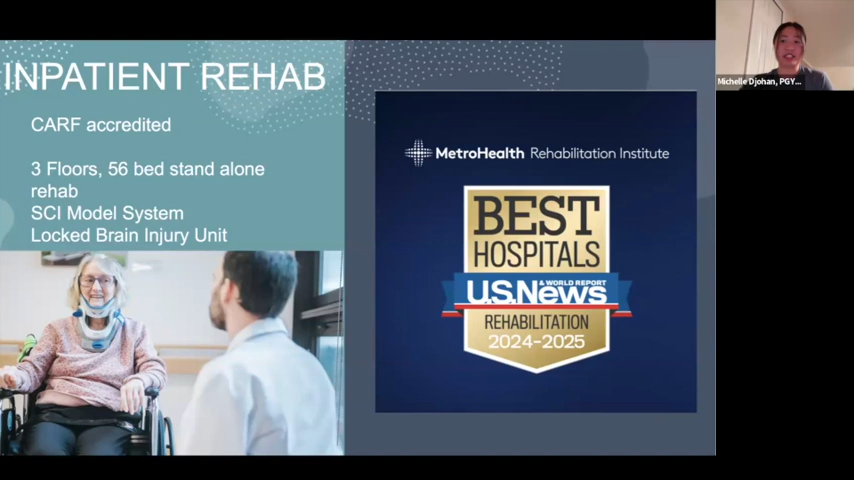 INPATIENT REHAB
CARF accredited
3 Floors, 56 bed stand alone
rehab
SCI Model System
Locked Brain Injury Unit
MetroHealth Rehabilitation Institute
BEST
HOSPITALS
U.S. News & WORLD REPORT
REHABILITATION
2024-2025
Michelle Djohan, PGY...